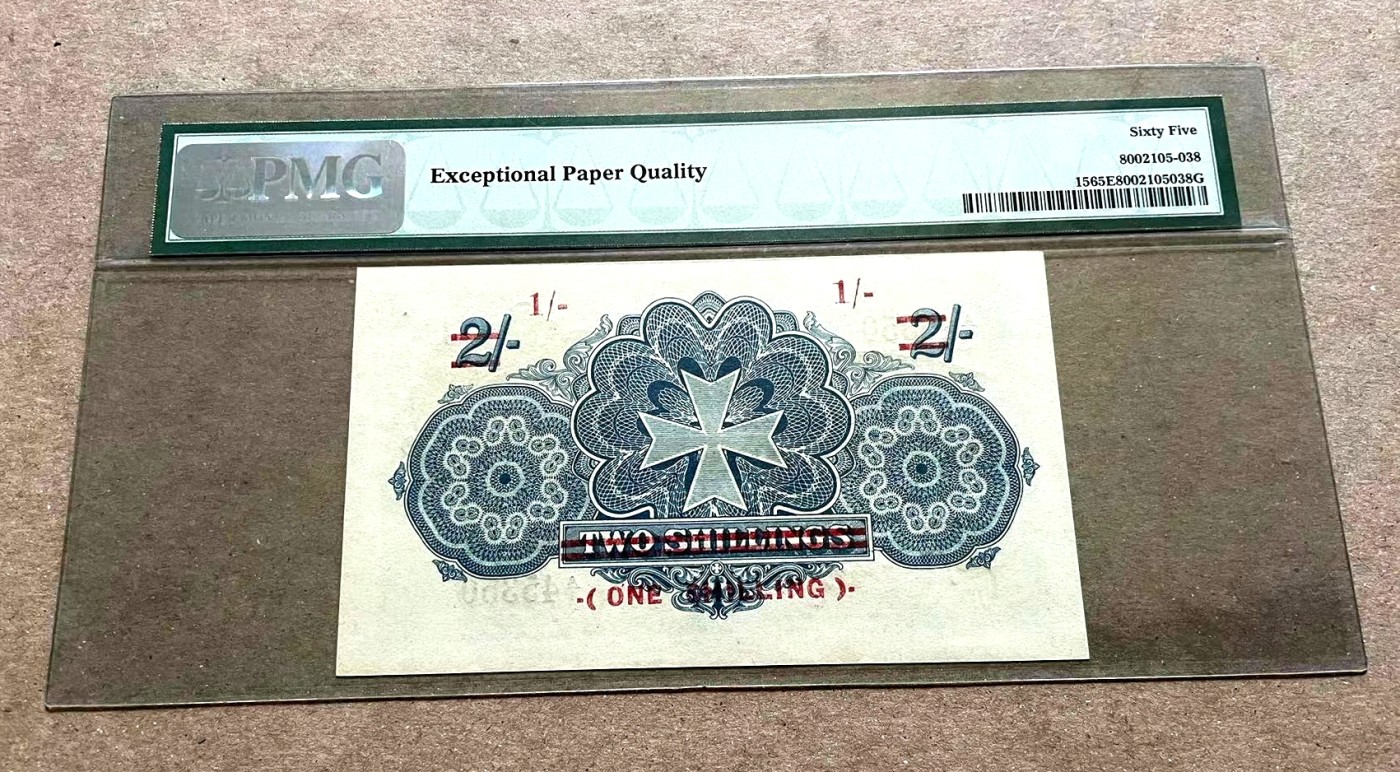 PMG
Exceptional Paper Quality
Sixty Five
8002105-038
1565E8002105038G
1/- 1/-
2/- 2/-
TWO SHILLINGS
-( ONE SHILLING )-